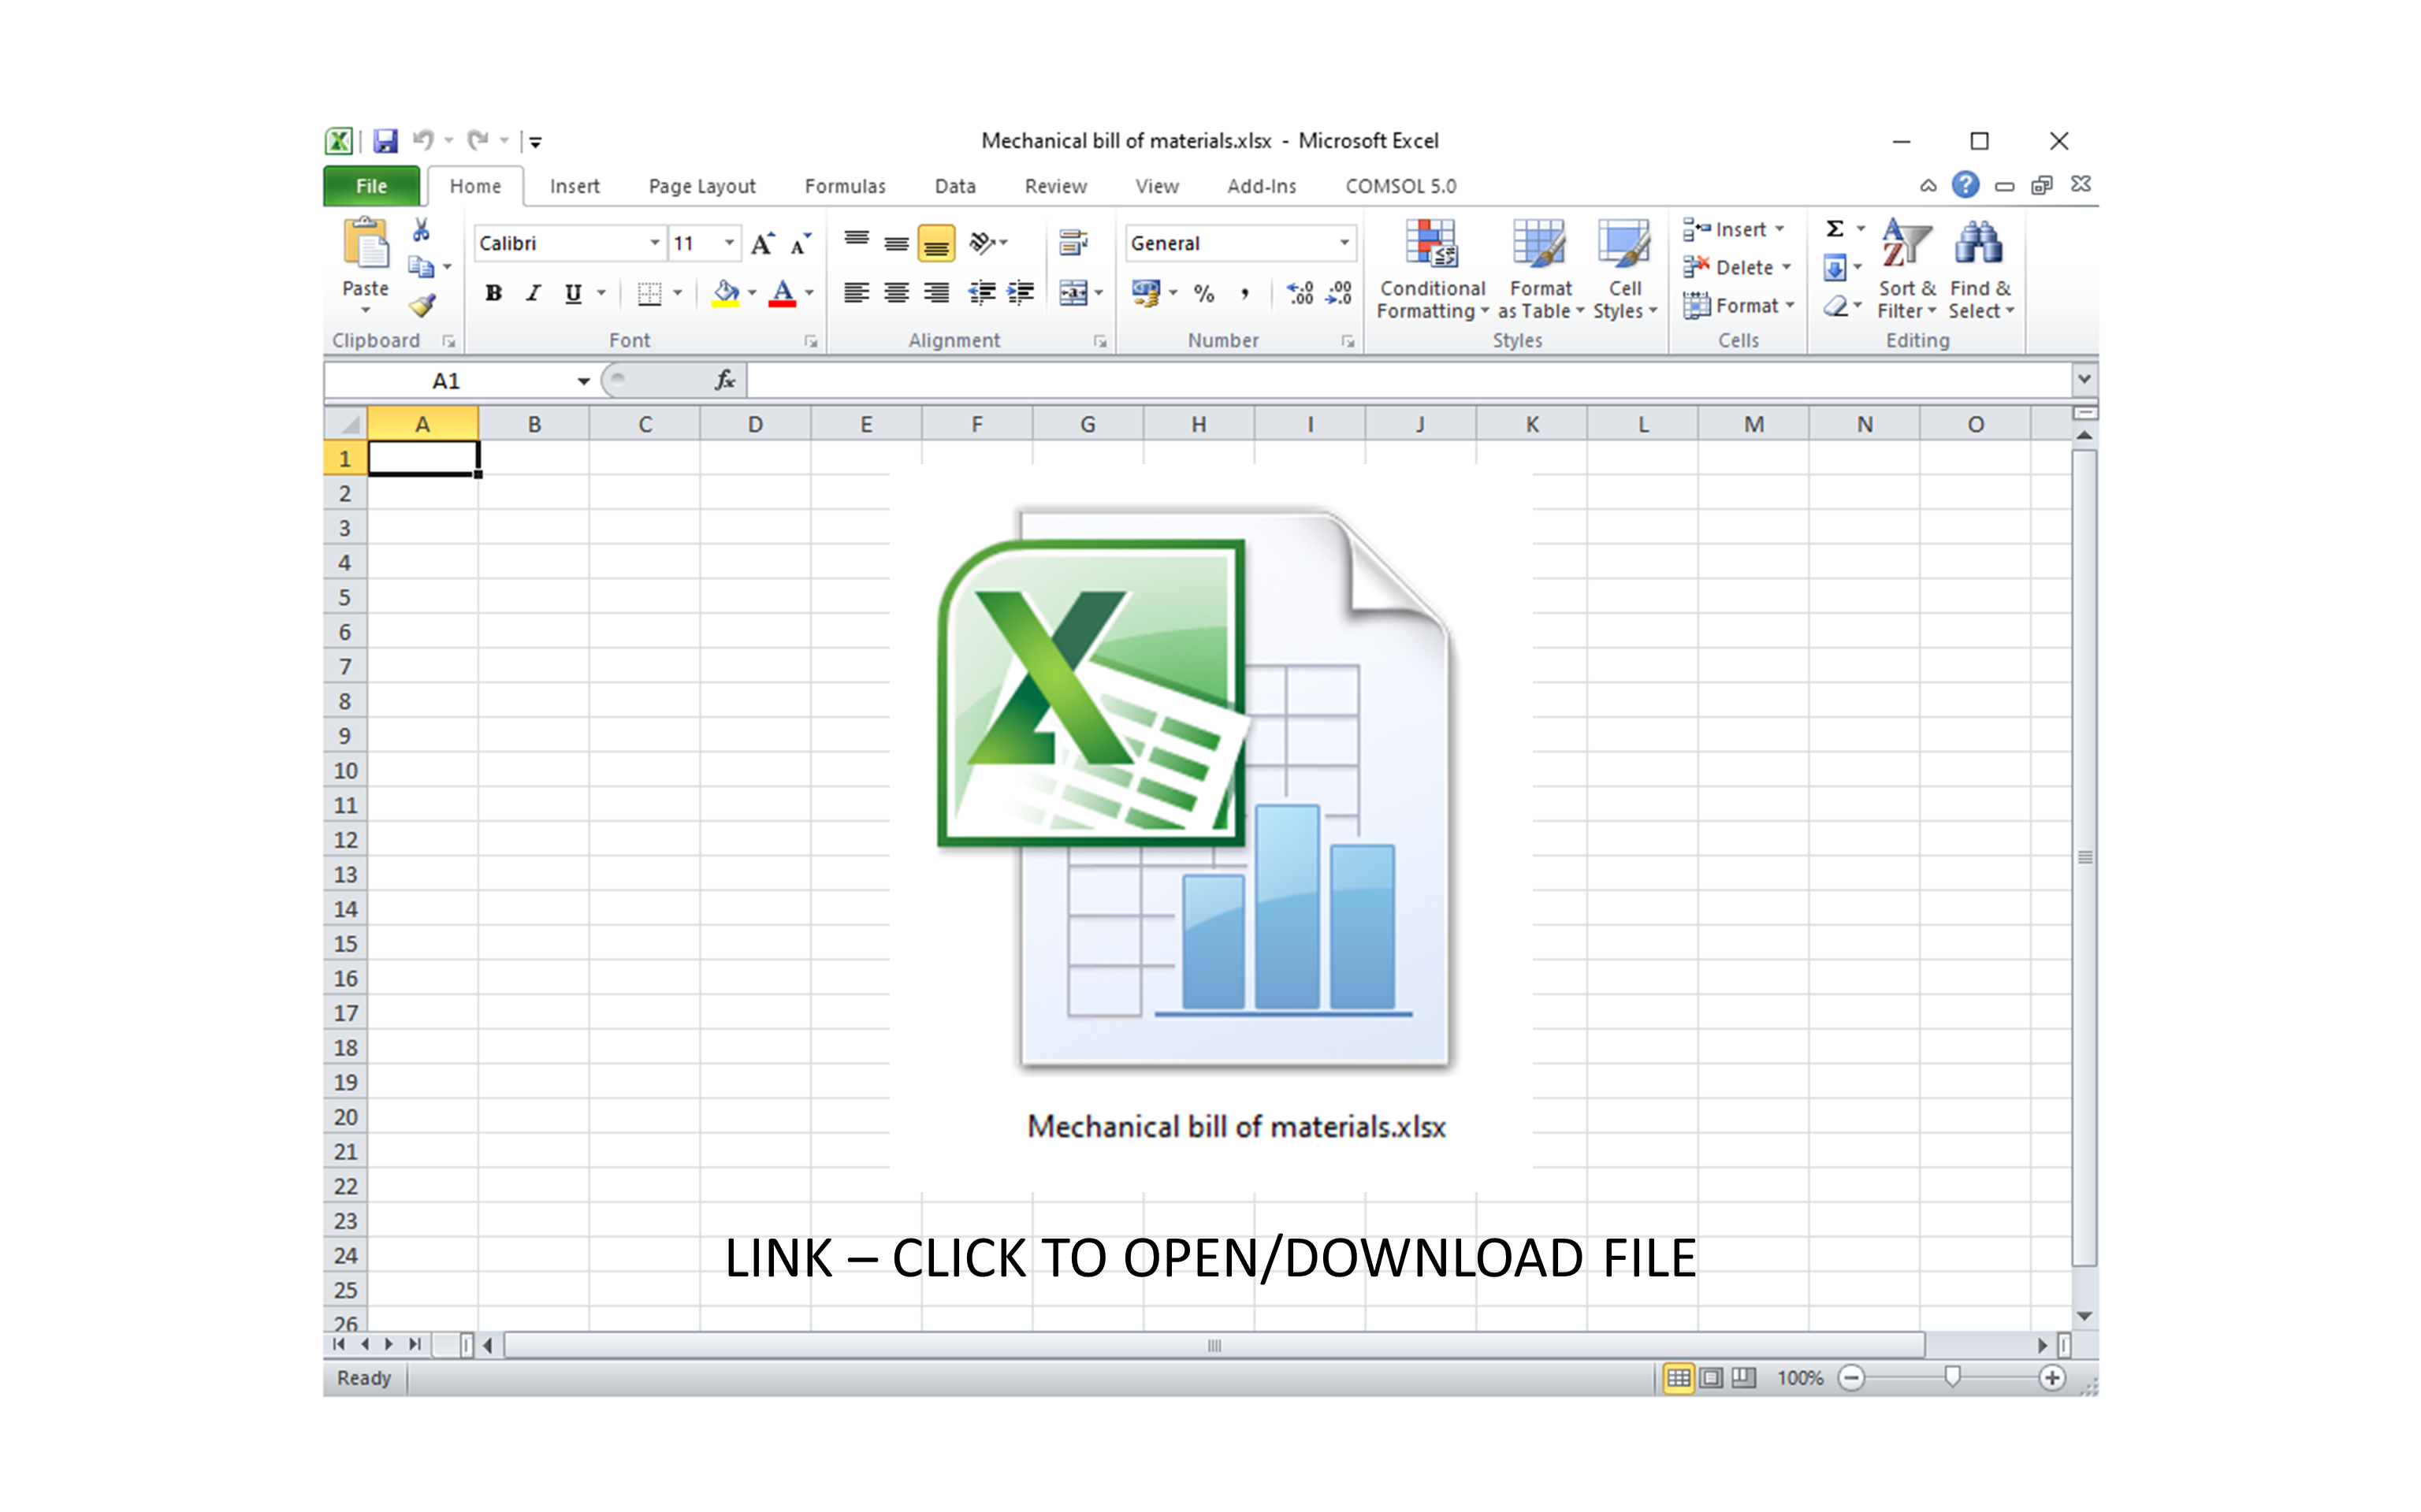 Mechanical bill of materials.xlsx - Microsoft Excel
File Home Insert Page Layout Formulas Data Review View Add-Ins COMSOL 5.0
Calibri 11 General Insert
Delete
Paste Conditional Format Cell Sort & Find &
B I U % , .00 .00 Formatting as Table Styles Format Filter Select
Clipboard Font Alignment Number Styles Cells Editing
A1 fx
A B C D E F G H I J K L M N O
1
2
3
4
5
6
7
8
9
10
11
12
13
14
15
16
17
18
19
20
Mechanical bill of materials.xlsx
21
22
23
24
LINK – CLICK TO OPEN/DOWNLOAD FILE
25
26
Ready 100%